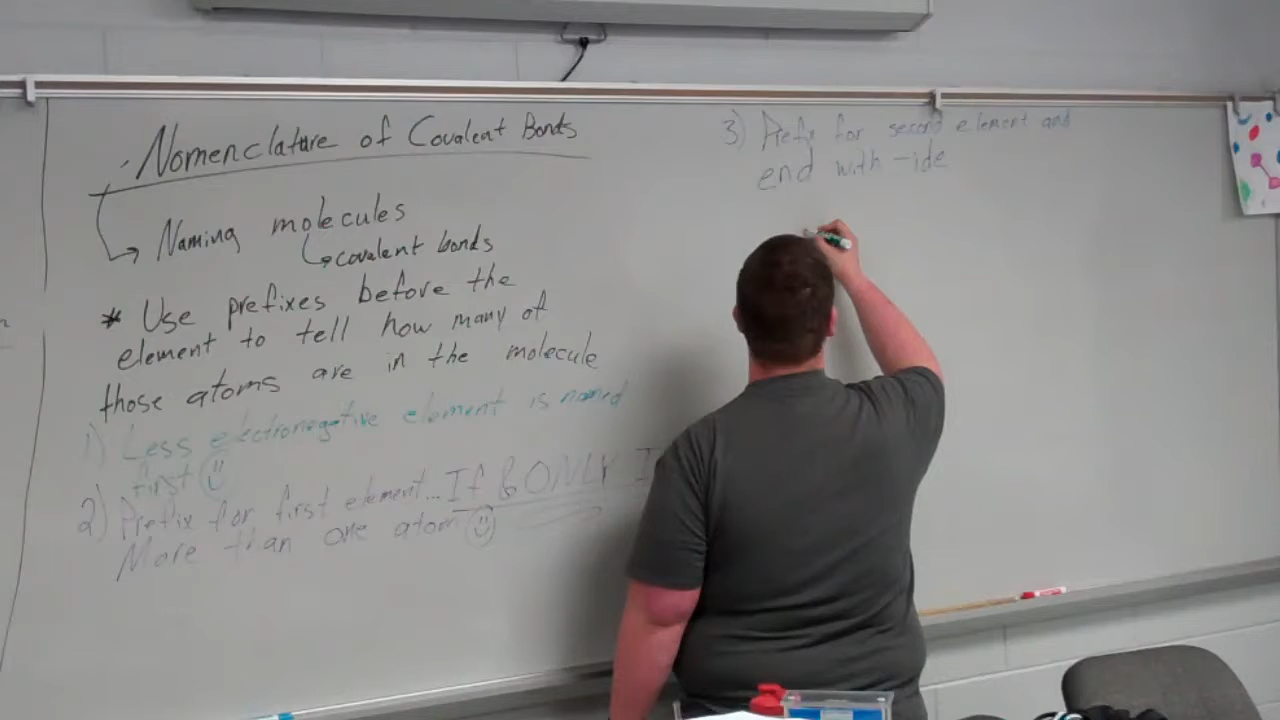 Nomenclature of Covalent Bonds
Naming molecules
covalent bonds
* Use prefixes before the
element to tell how many of
those atoms are in the molecule
1) Less electronegative element is named
first
2) Prefix for first element... If & ONLY
More than one atom
3) Prefix for second element and
end with -ide